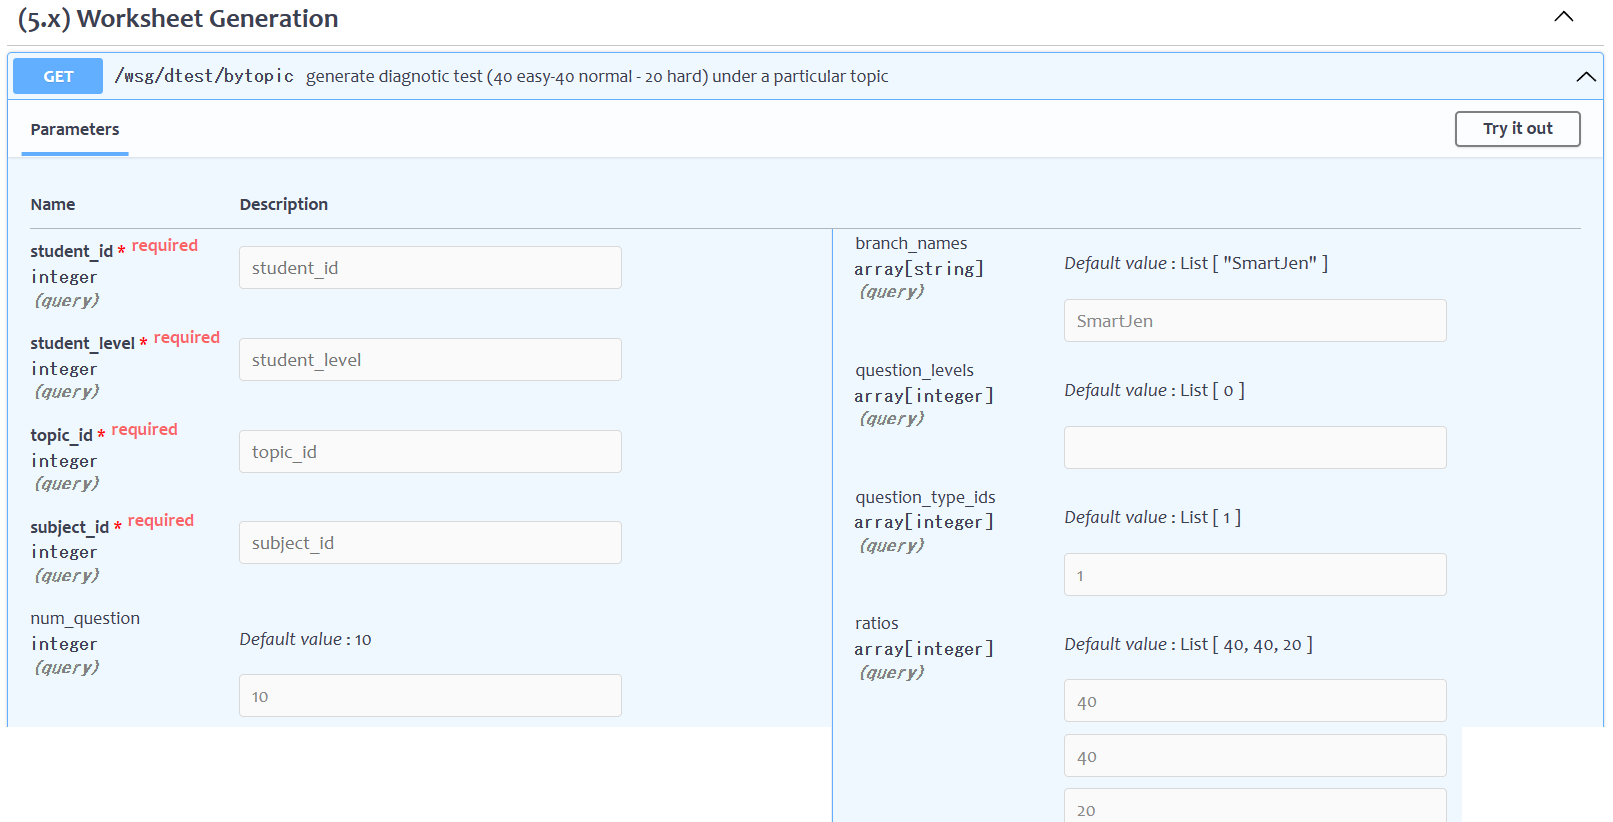 (5.x) Worksheet Generation
GET /wsg/dtest/bytopic generate diagnotic test (40 easy-40 normal - 20 hard) under a particular topic
Parameters
Try it out
Name Description
student_id * required
integer
(query)
student_id
student_level * required
integer
(query)
student_level
topic_id * required
integer
(query)
topic_id
subject_id * required
integer
(query)
subject_id
num_question
integer
(query)
Default value : 10
10
branch_names
array[string]
(query)
Default value : List [ "SmartJen" ]
SmartJen
question_levels
array[integer]
(query)
Default value : List [ 0 ]
question_type_ids
array[integer]
(query)
Default value : List [ 1 ]
1
ratios
array[integer]
(query)
Default value : List [ 40, 40, 20 ]
40
40
20